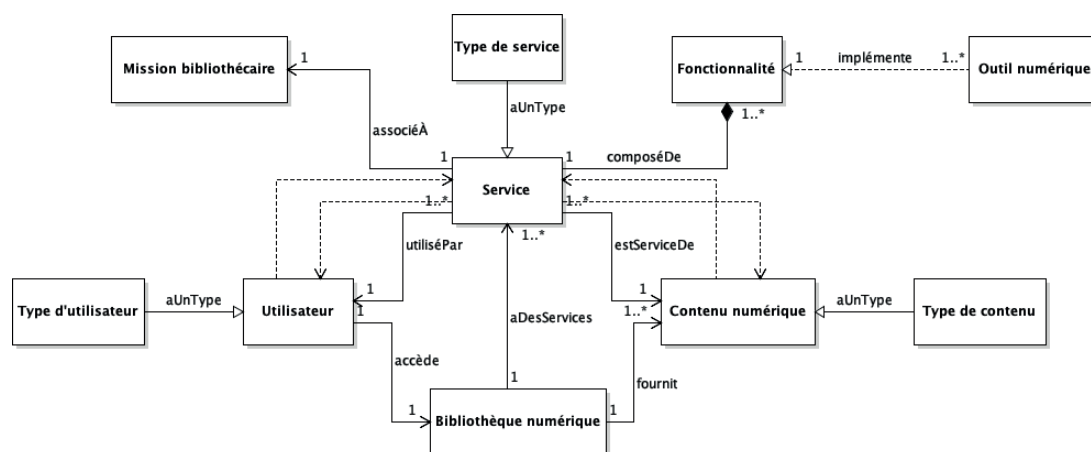 Type de service
Mission bibliothécaire
1
Fonctionnalité
1
implémente
1..*
Outil numérique
1..*
aUnType
associéÀ
1
Service
1
composéDe
1..*
1..*
1..*
utiliséPar
estServiceDe
Type d'utilisateur
aUnType
Utilisateur
1
1
aDesServices
1
1..*
Contenu numérique
aUnType
Type de contenu
accède
fournit
1
1
Bibliothèque numérique
1